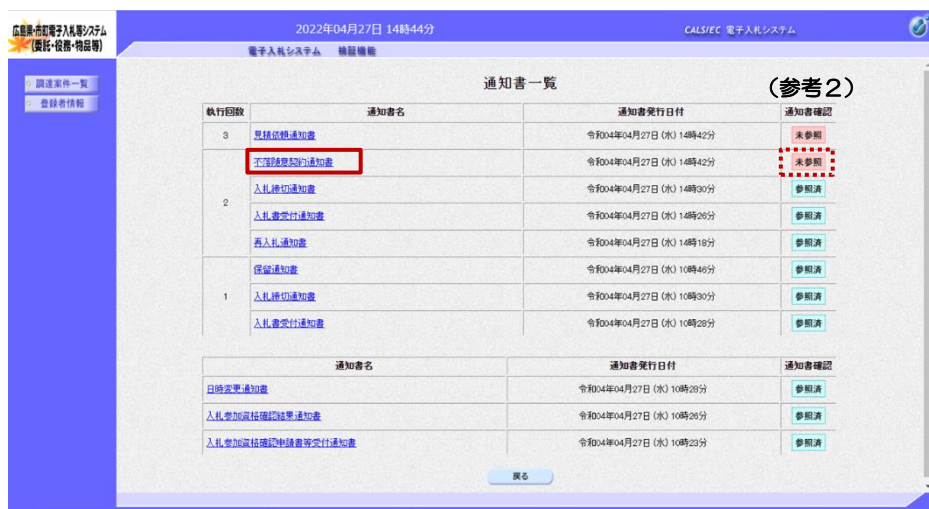 広島県・市町電子入札等システム
(委託・役務・物品等)
2022年04月27日 14時44分
CALS/EC 電子入札システム
電子入札システム 検証機能
調達案件一覧
登録者情報
通知書一覧
(参考2)
執行回数 通知書名 通知書発行日付 通知書確認
3 見積依頼通知書 令和04年04月27日(水) 14時42分 未参照
不落随意契約通知書 令和04年04月27日(水) 14時42分 未参照
入札締切通知書 令和04年04月27日(水) 14時30分 参照済
2
入札書受付通知書 令和04年04月27日(水) 14時26分 参照済
再入札通知書 令和04年04月27日(水) 14時18分 参照済
保留通知書 令和04年04月27日(水) 10時46分 参照済
1 入札締切通知書 令和04年04月27日(水) 10時30分 参照済
入札書受付通知書 令和04年04月27日(水) 10時28分 参照済
通知書名 通知書発行日付 通知書確認
日時変更通知書 令和04年04月27日(水) 10時28分 参照済
入札参加資格確認結果通知書 令和04年04月27日(水) 10時26分 参照済
入札参加資格確認申請書等受付通知書 令和04年04月27日(水) 10時23分 参照済
戻る